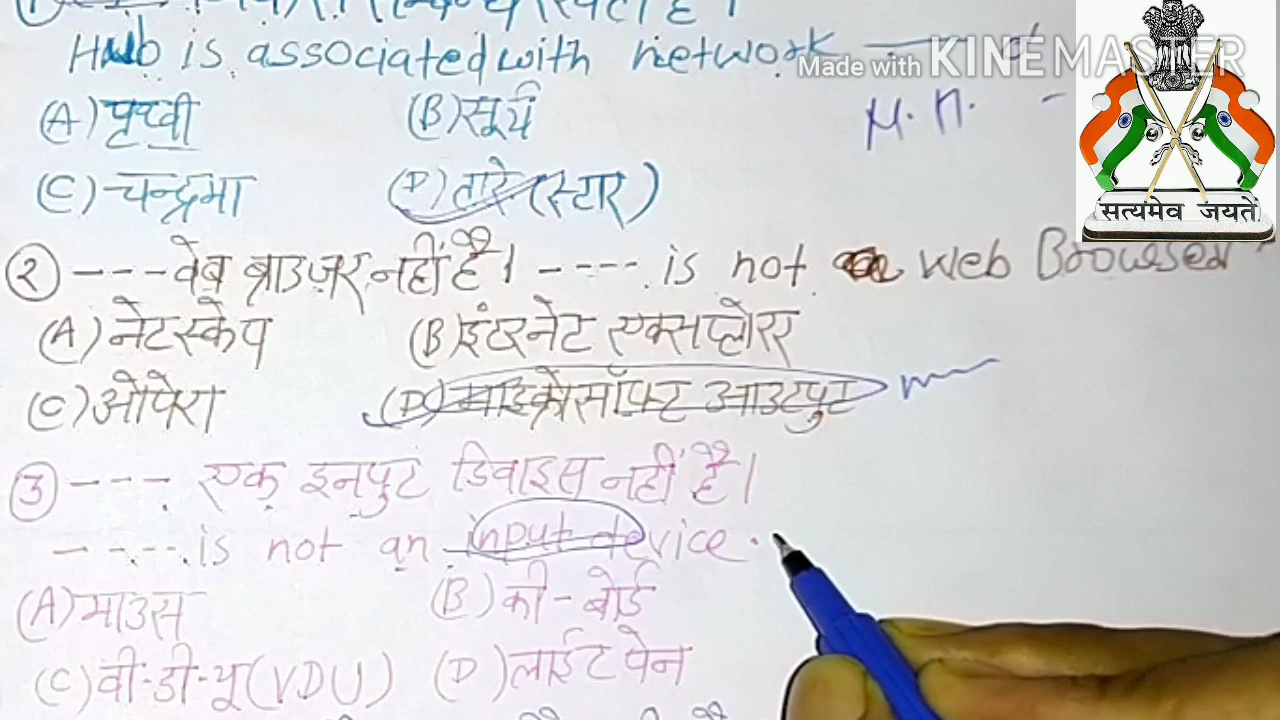 ①
Hub is associated with network
(A) पृथ्वी (B) सूर्य
(C) चन्द्रमा (D) तारे (स्टार)
② ---- वेब ब्राउज़र नहीं है। ---- is not a web Browser
(A) नेटस्केप (B) इंटरनेट एक्सप्लोरर
(C) ओपेरा (D) माइक्रोसॉफ्ट आउटपुट
③ ---- एक इनपुट डिवाइस नहीं है।
----- is not an input device.
(A) माउस (B) की-बोर्ड
(C) वी-डी-यू (VDU) (D) लाईट पेन
Made with KINEMASTER
सत्यमेव जयते